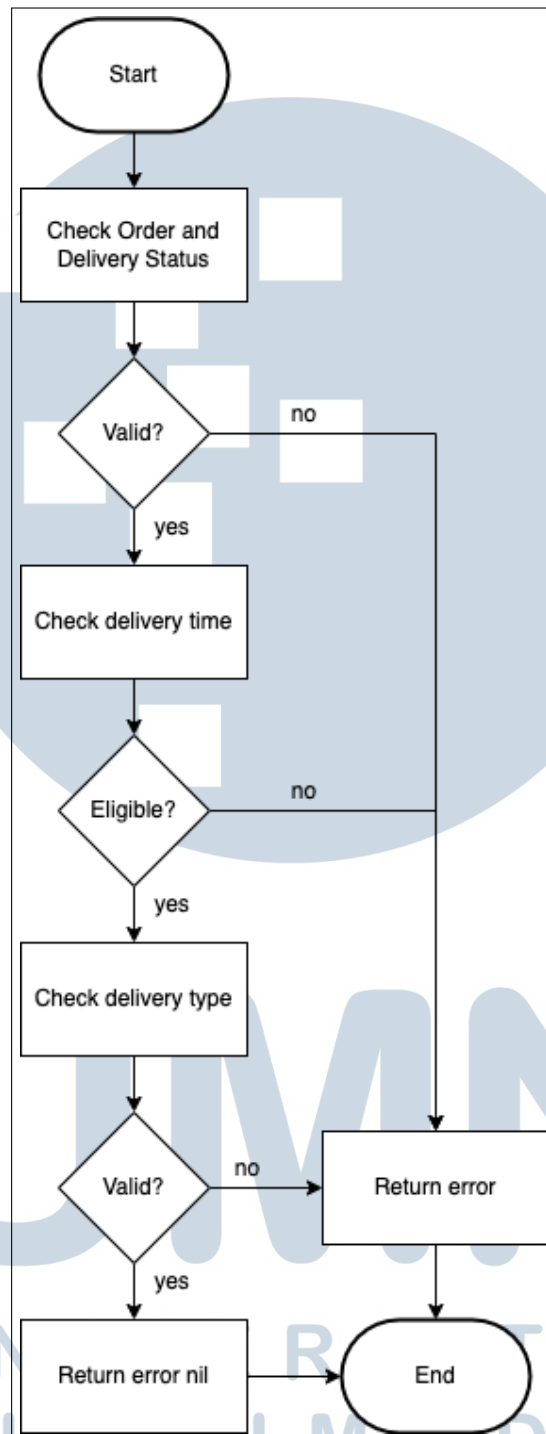 Start
Check Order and
Delivery Status
Valid?
no
yes
Check delivery time
Eligible?
no
yes
Check delivery type
Valid?
no
Return error
yes
Return error nil
End